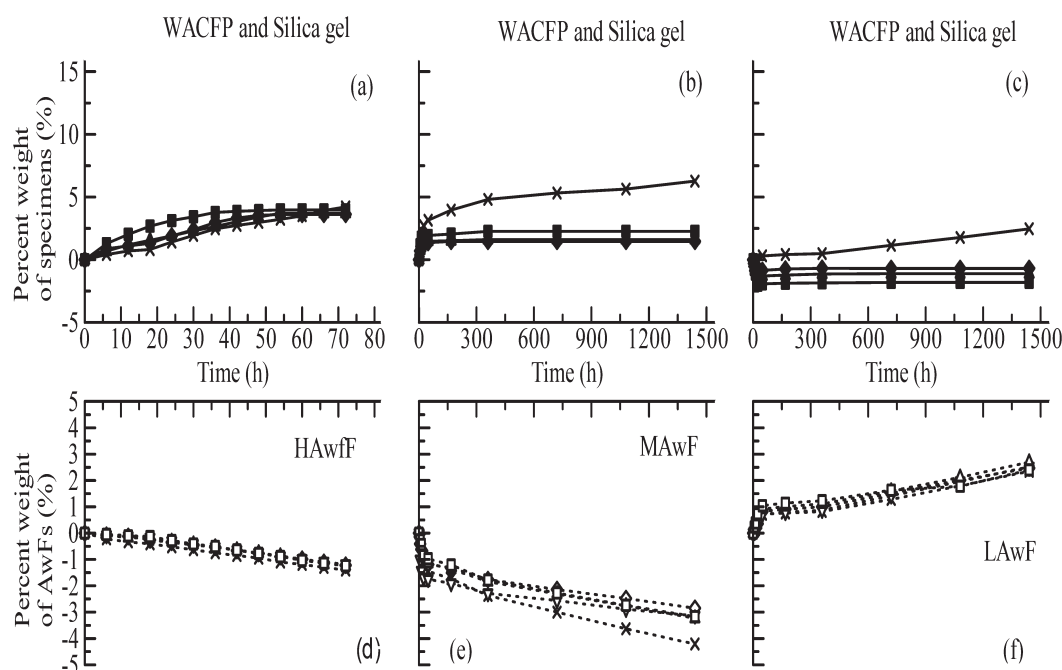 WACFP and Silica gel
WACFP and Silica gel
WACFP and Silica gel
Percent weight
of specimens (%)
15
10
5
0
-5
(a)
(b)
(c)
0 10 20 30 40 50 60 70 80
0 300 600 900 1200 1500
0 300 600 900 1200 1500
Time (h)
Time (h)
Time (h)
Percent weight
of AwFs (%)
5
4
3
2
1
0
-1
-2
-3
-4
-5
HAwfF
MAwF
LAwF
(d)
(e)
(f)